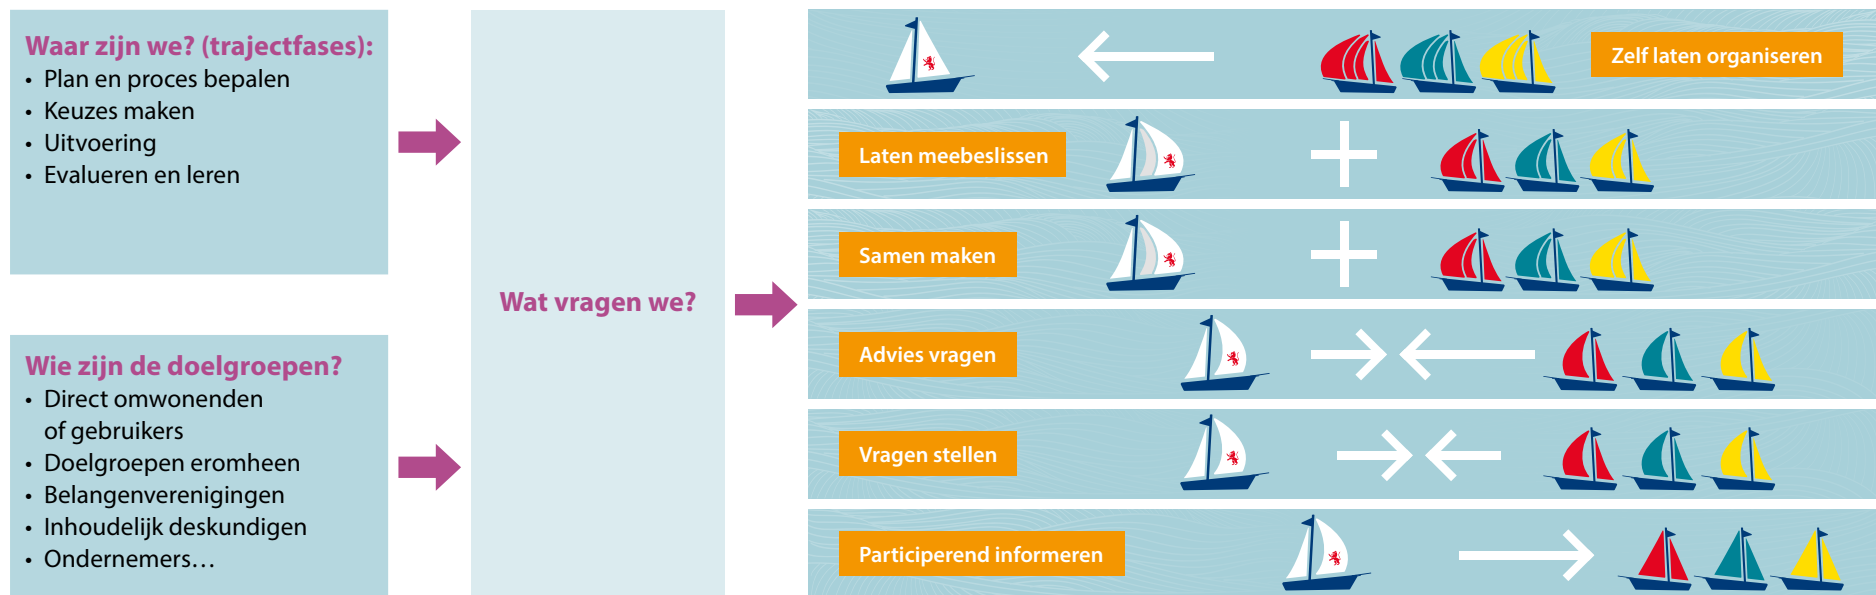 Waar zijn we? (trajectfases):
• Plan en proces bepalen
• Keuzes maken
• Uitvoering
• Evalueren en leren
Wie zijn de doelgroepen?
• Direct omwonenden
of gebruikers
• Doelgroepen eromheen
• Belangenverenigingen
• Inhoudelijk deskundigen
• Ondernemers…
Wat vragen we?
Zelf laten organiseren
Laten meebeslissen
Samen maken
Advies vragen
Vragen stellen
Participerend informeren